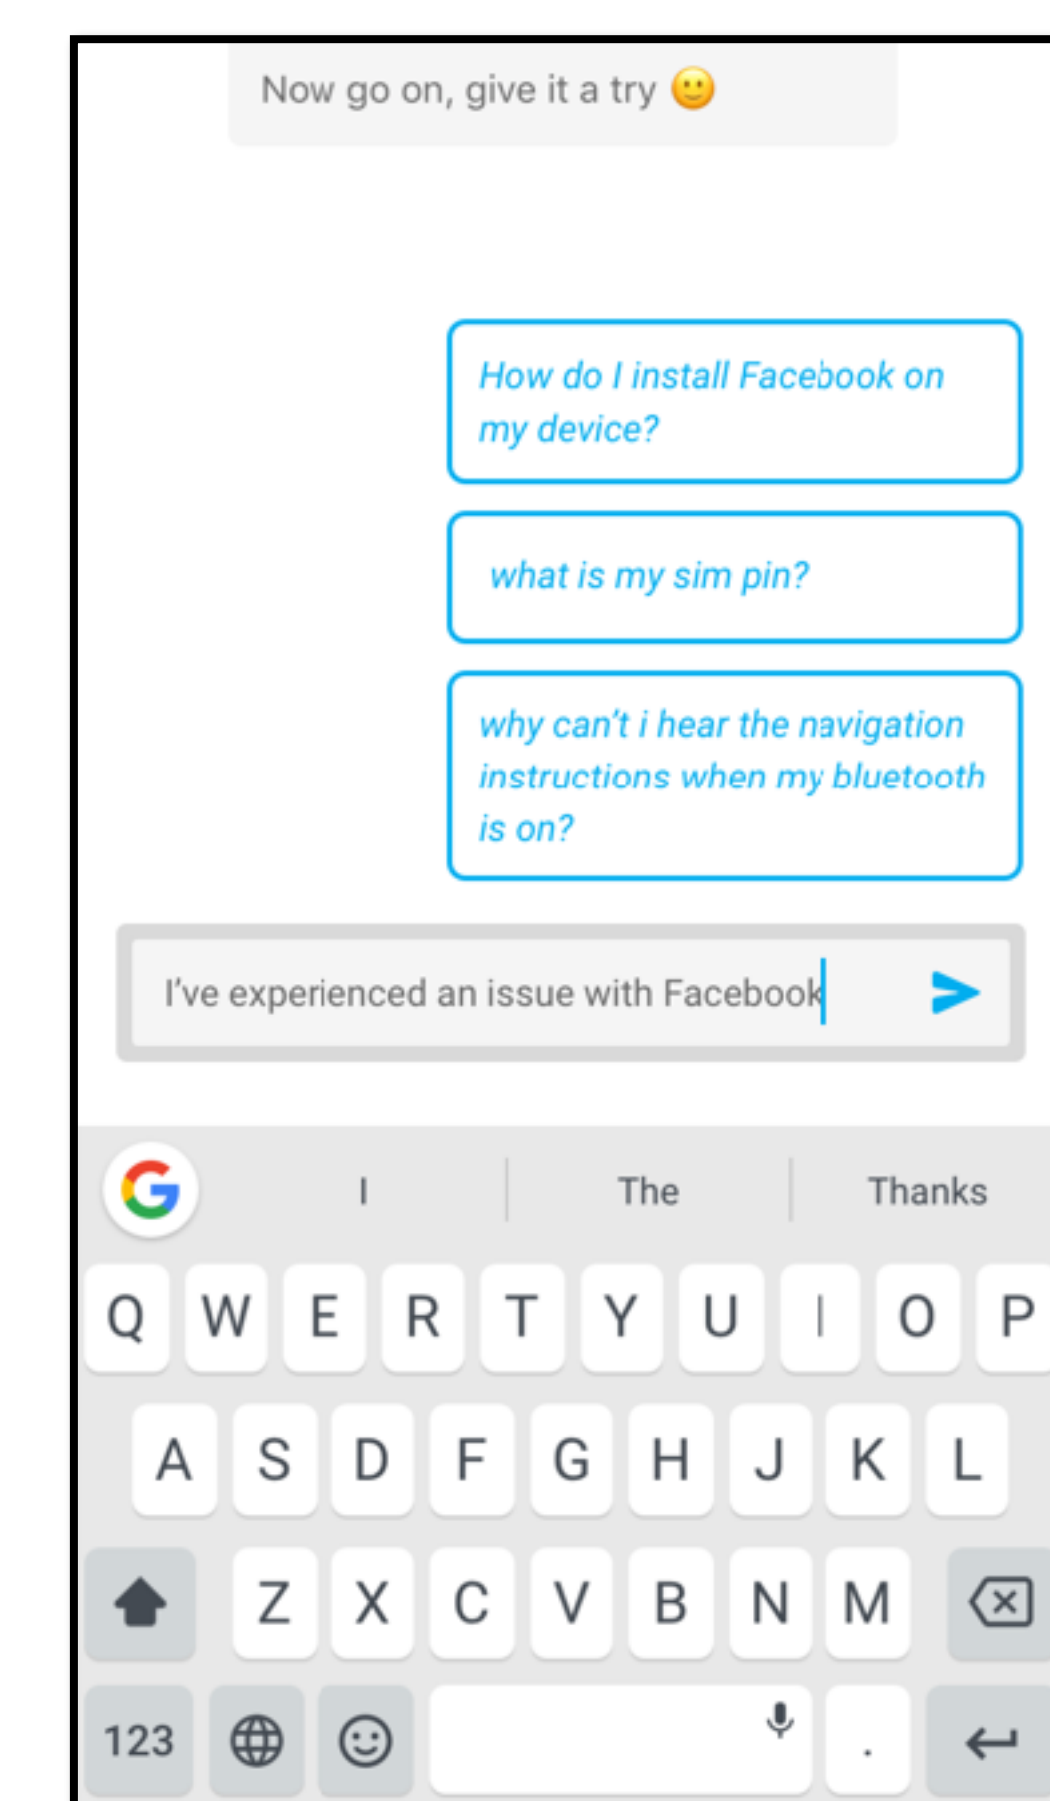 Now go on, give it a try 🙂
How do I install Facebook on
my device?
what is my sim pin?
why can't i hear the navigation
instructions when my bluetooth
is on?
I've experienced an issue with Facebook
G I The Thanks
Q W E R T Y U I O P
A S D F G H J K L
Z X C V B N M
123 .